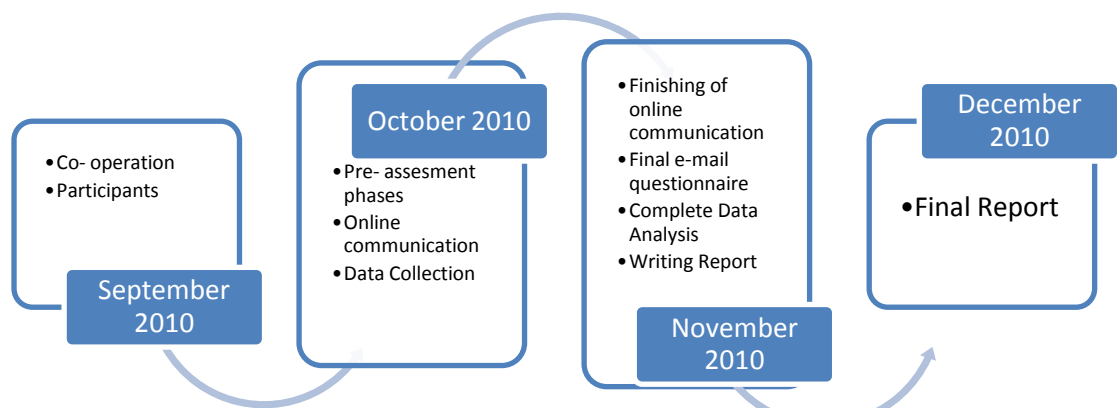 • Co- operation
• Participants
September
2010
October 2010
• Pre- assesment
phases
• Online
communication
• Data Collection
• Finishing of
online
communication
• Final e-mail
questionnaire
• Complete Data
Analysis
• Writing Report
November
2010
December
2010
• Final Report